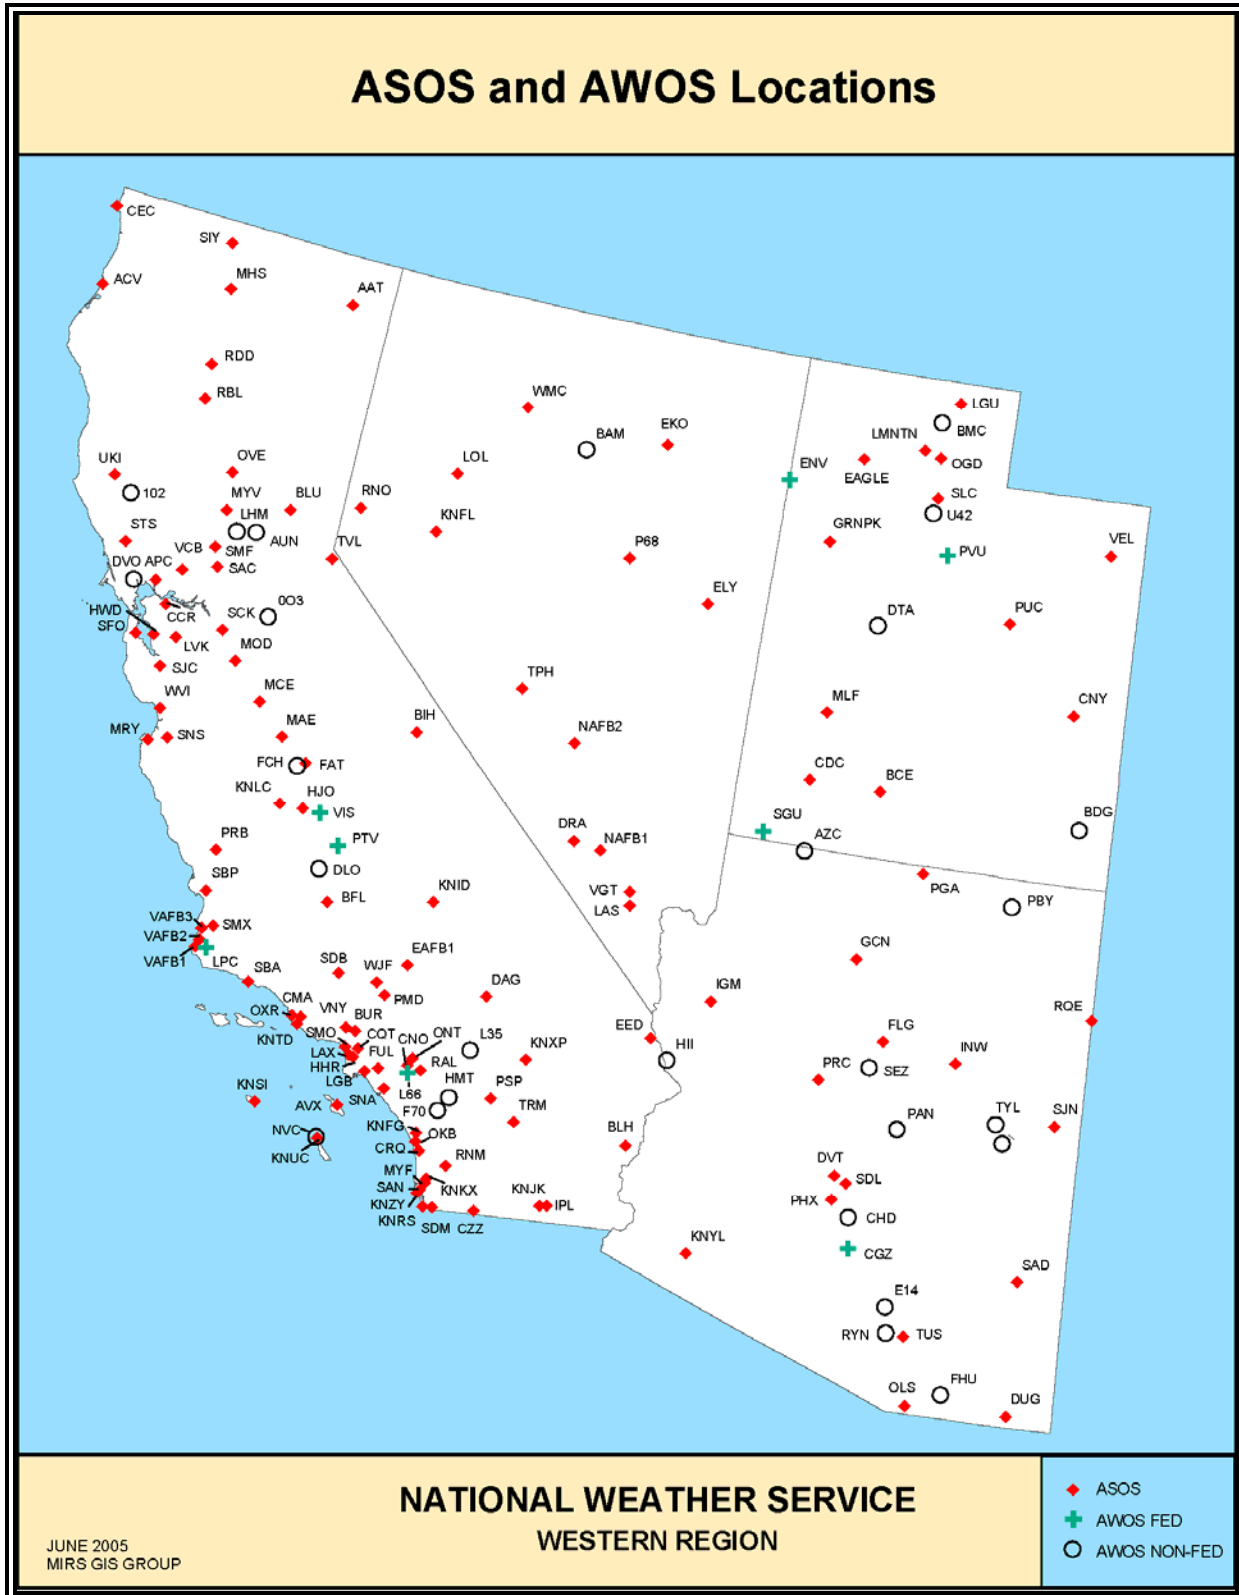 ASOS and AWOS Locations
CEC
SIY
ACV
MHS
AAT
RDD
RBL
WMC
LGU
BMC
EKO
BAM
LMNTN
OGD
EAGLE
UKI
OVE
LOL
ENV
102
MYV
BLU
RNO
SLC
LHM
U42
STS
AUN
KNFL
GRNPK
VCB
SMF
TVL
P68
PVU
VEL
DVO APC
SAC
ELY
HWD
CCR
0O3
SFO
SCK
DTA
PUC
LVK
MOD
SJC
TPH
WVI
MCE
MLF
CNY
MRY
SNS
MAE
BIH
NAFB2
FCH
FAT
CDC
BCE
KNLC
HJO
VIS
SGU
BDG
PRB
PTV
DRA
NAFB1
AZC
DLO
SBP
BFL
KNID
VGT
LAS
PGA
PBY
VAFB3
SMX
VAFB2
VAFB1
LPC
SBA
SDB
WJF
EAFB1
GCN
PMD
DAG
IGM
ROE
OXR
CMA
VNY
BUR
KNTD
SMO
COT
CNO
ONT
L35
EED
FLG
LAX
FUL
HHR
RAL
KNXP
HII
INW
LGB
HMT
PRC
SEZ
KNSI
AVX
SNA
L66
PSP
F70
TRM
PAN
TYL
SJN
NVC
KNFG
OKB
BLH
KNUC
CRQ
RNM
MYF
DVT
SAN
KNKX
SDL
KNZY
KNJK
IPL
PHX
KNRS
SDM
CZZ
CHD
KNYL
CGZ
SAD
E14
RYN
TUS
OLS
FHU
DUG
NATIONAL WEATHER SERVICE
WESTERN REGION
JUNE 2005
MIRS GIS GROUP
ASOS
AWOS FED
AWOS NON-FED